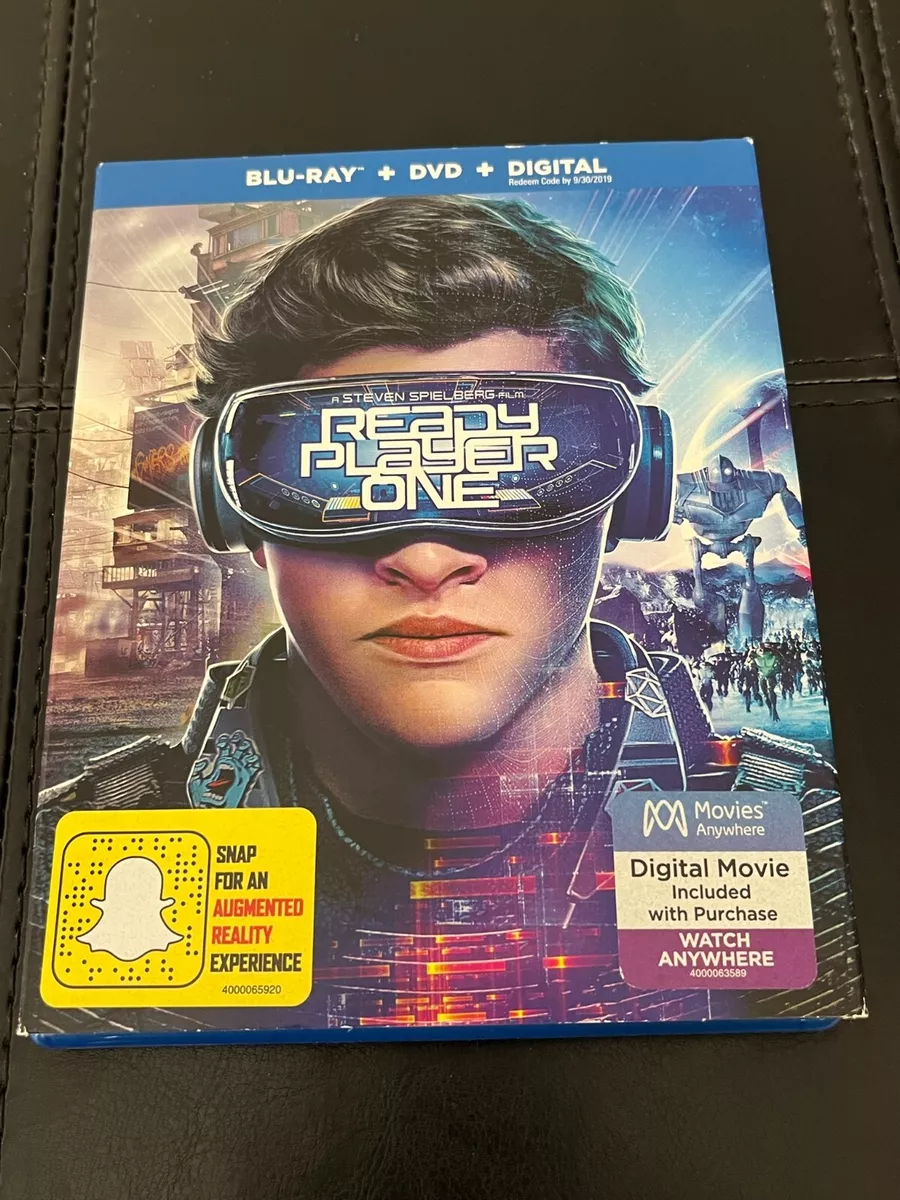 BLU-RAY™ + DVD + DIGITAL
Redeem Code by 9/30/2019
A STEVEN SPIELBERG FILM
READY
PLAYER
ONE
SNAP
FOR AN
AUGMENTED
REALITY
EXPERIENCE
4000065920
Movies™
Anywhere
Digital Movie
Included
with Purchase
WATCH
ANYWHERE
4000063589